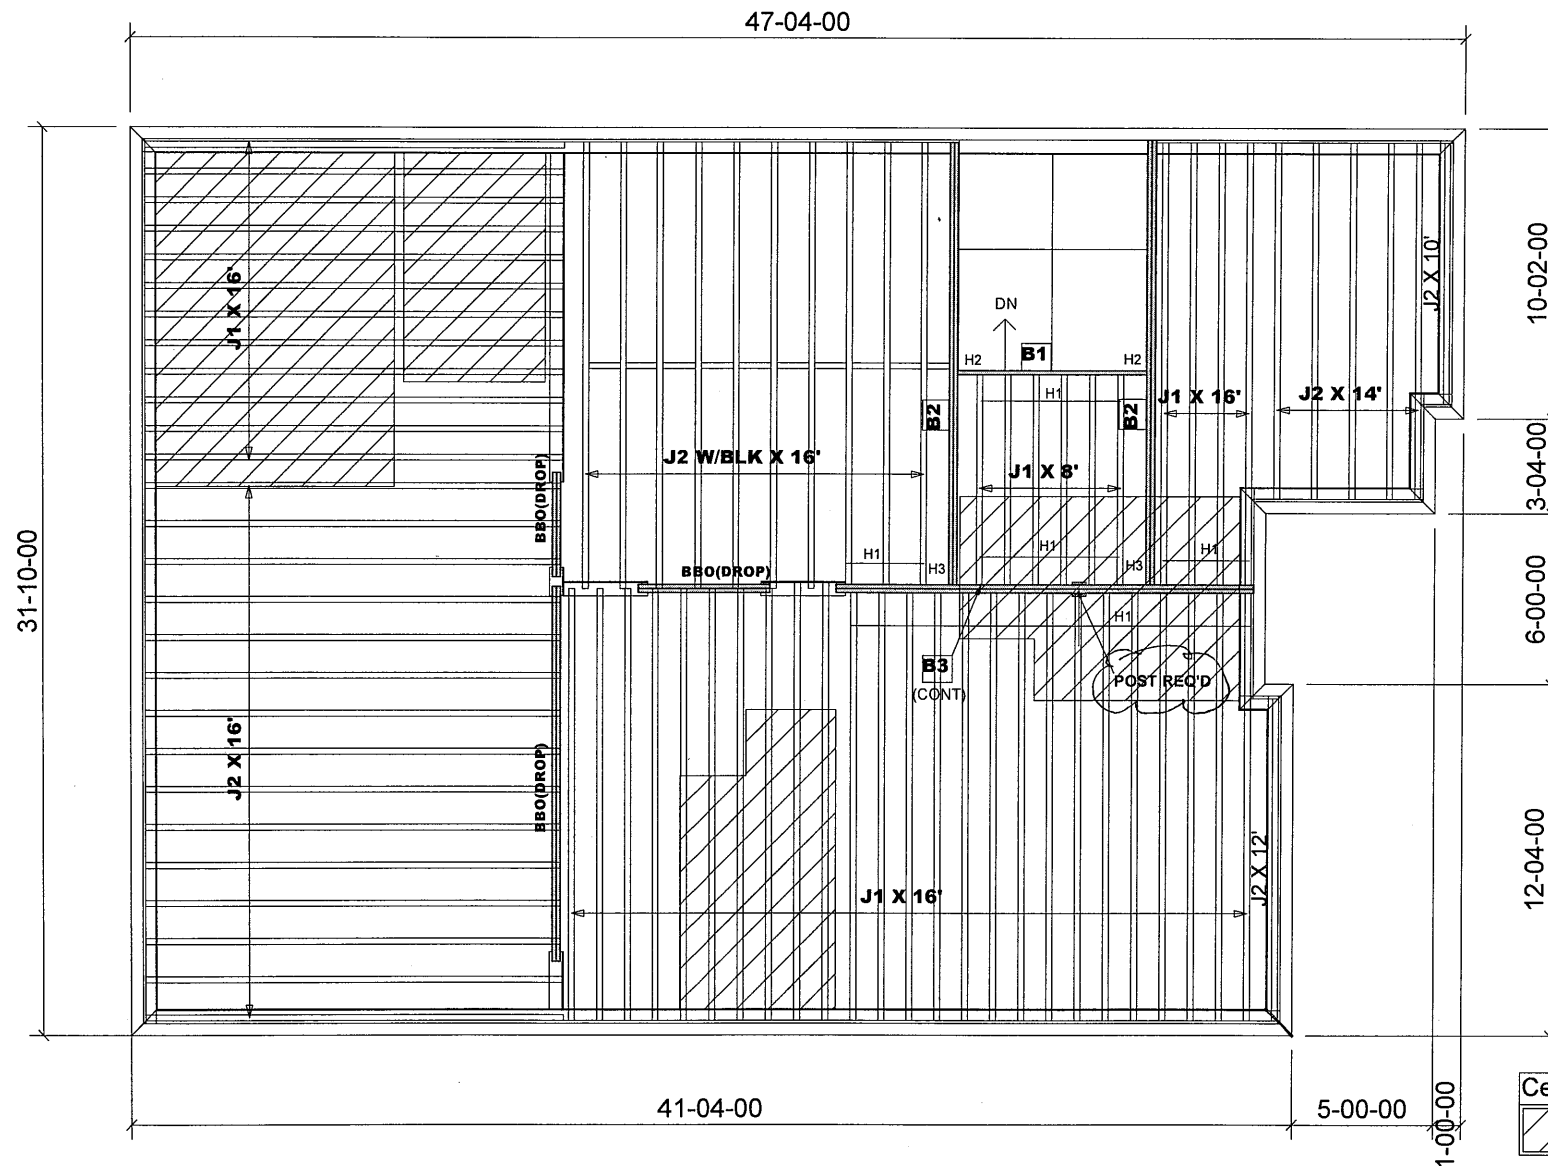 47-04-00
31-10-00
10-02-00
3-04-00
6-00-00
12-04-00
J1 X 16'
J2 X 10'
DN
H2
B1
H2
H1
B2
B2
J1 X 16'
J2 X 14'
J2 W/BLK X 16'
J1 X 8'
BBO(DROP)
H1
H3
H1
H3
H1
BBO(DROP)
H1
B3
(CONT)
POST REQ'D
J2 X 16'
BBO(DROP)
J1 X 16'
J2 X 12'
41-04-00
5-00-00
1-00-00
Ce